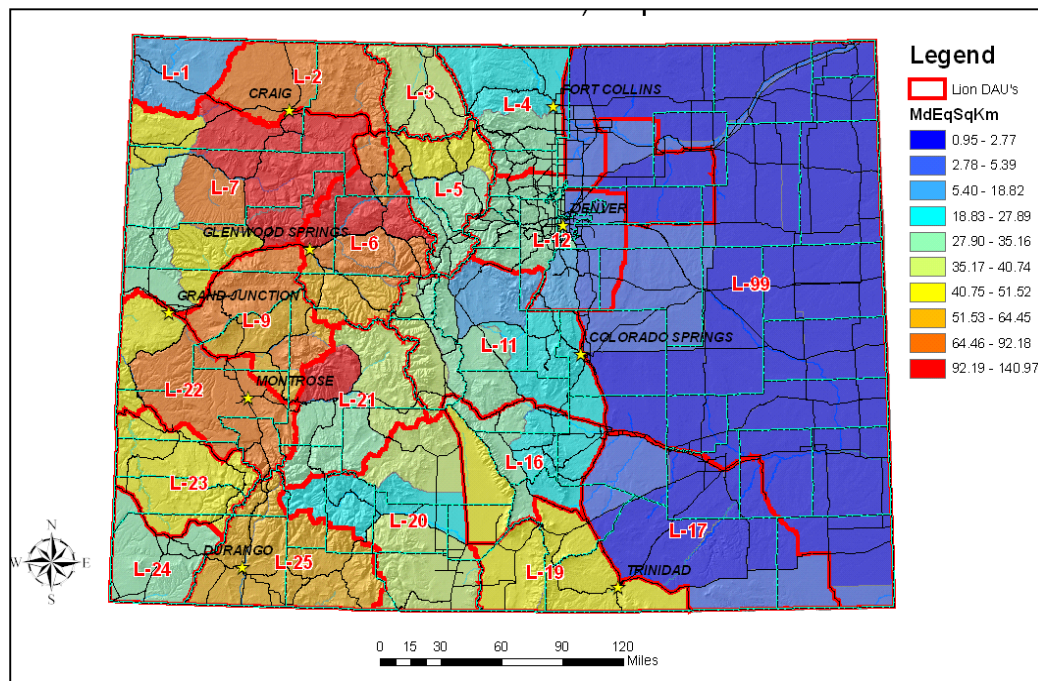 L-1
L-2
CRAIG
L-3
L-4
FORT COLLINS
L-7
L-5
GLENWOOD SPRINGS
L-6
DENVER
L-12
GRAND JUNCTION
L-9
L-99
L-11
COLORADO SPRINGS
L-22
MONTROSE
L-21
L-16
L-23
L-20
L-17
DURANGO
L-24
L-25
L-19
TRINIDAD
N
W
E
S
0 15 30 60 90 120
Miles
Legend
Lion DAU's
MdEqSqKm
0.95 - 2.77
2.78 - 5.39
5.40 - 18.82
18.83 - 27.89
27.90 - 35.16
35.17 - 40.74
40.75 - 51.52
51.53 - 64.45
64.46 - 92.18
92.19 - 140.97